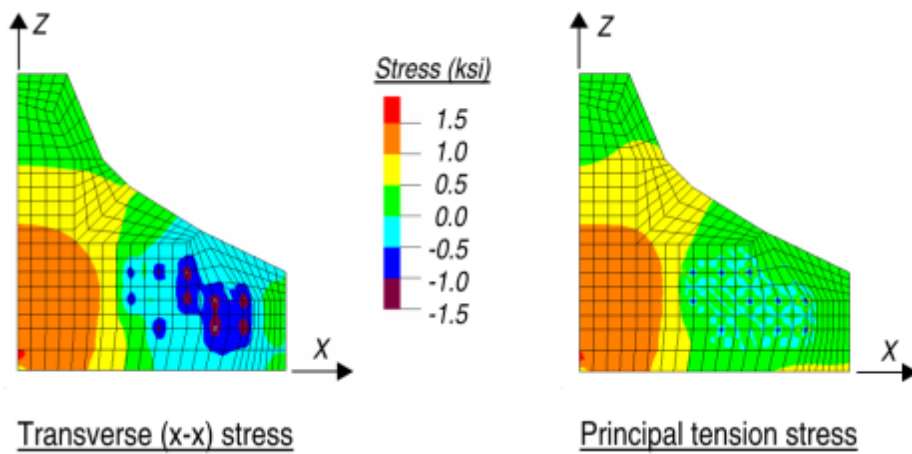 Z
Z
Stress (ksi)
1.5
1.0
0.5
0.0
-0.5
-1.0
-1.5
X
X
Transverse (x-x) stress
Principal tension stress